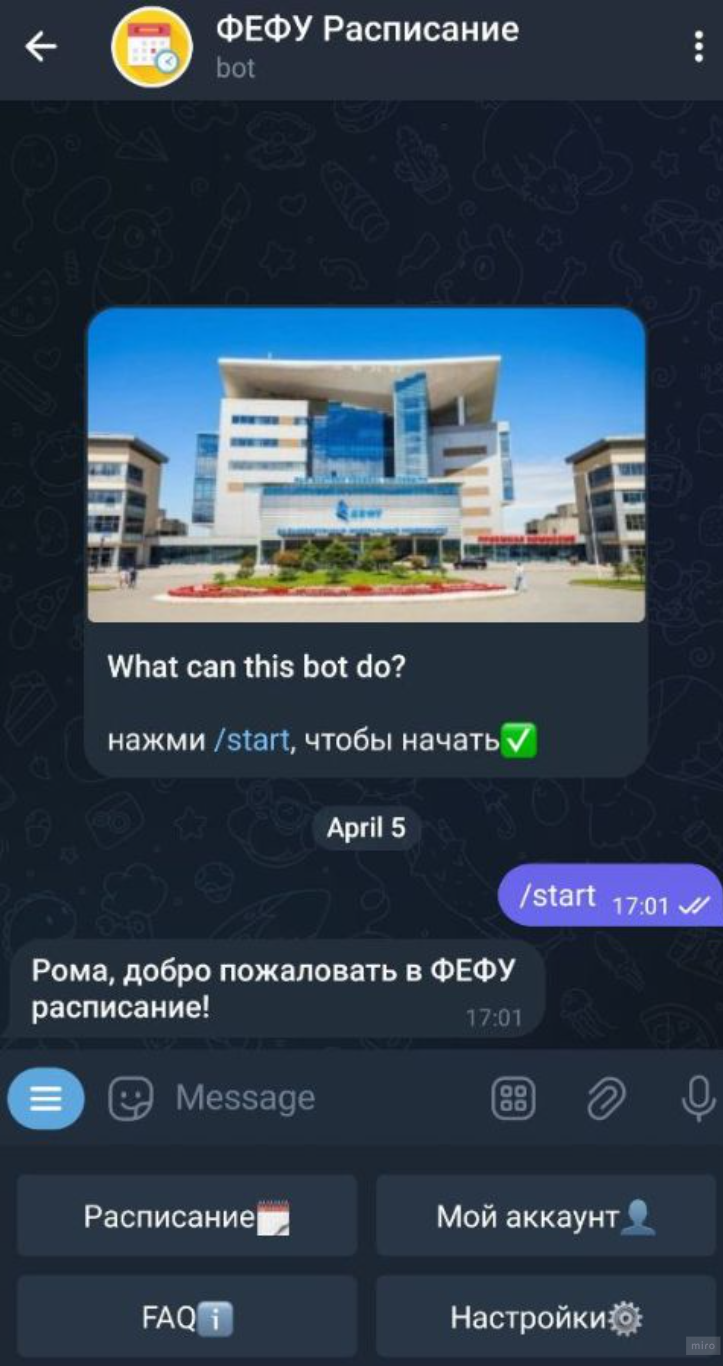 ФЕФУ Расписание
bot
What can this bot do?
нажми /start, чтобы начать✅
April 5
/start 17:01
Рома, добро пожаловать в ФЕФУ
расписание!
17:01
Message
Расписание🗓
Мой аккаунт👤
FAQℹ️
Настройки⚙️
miro